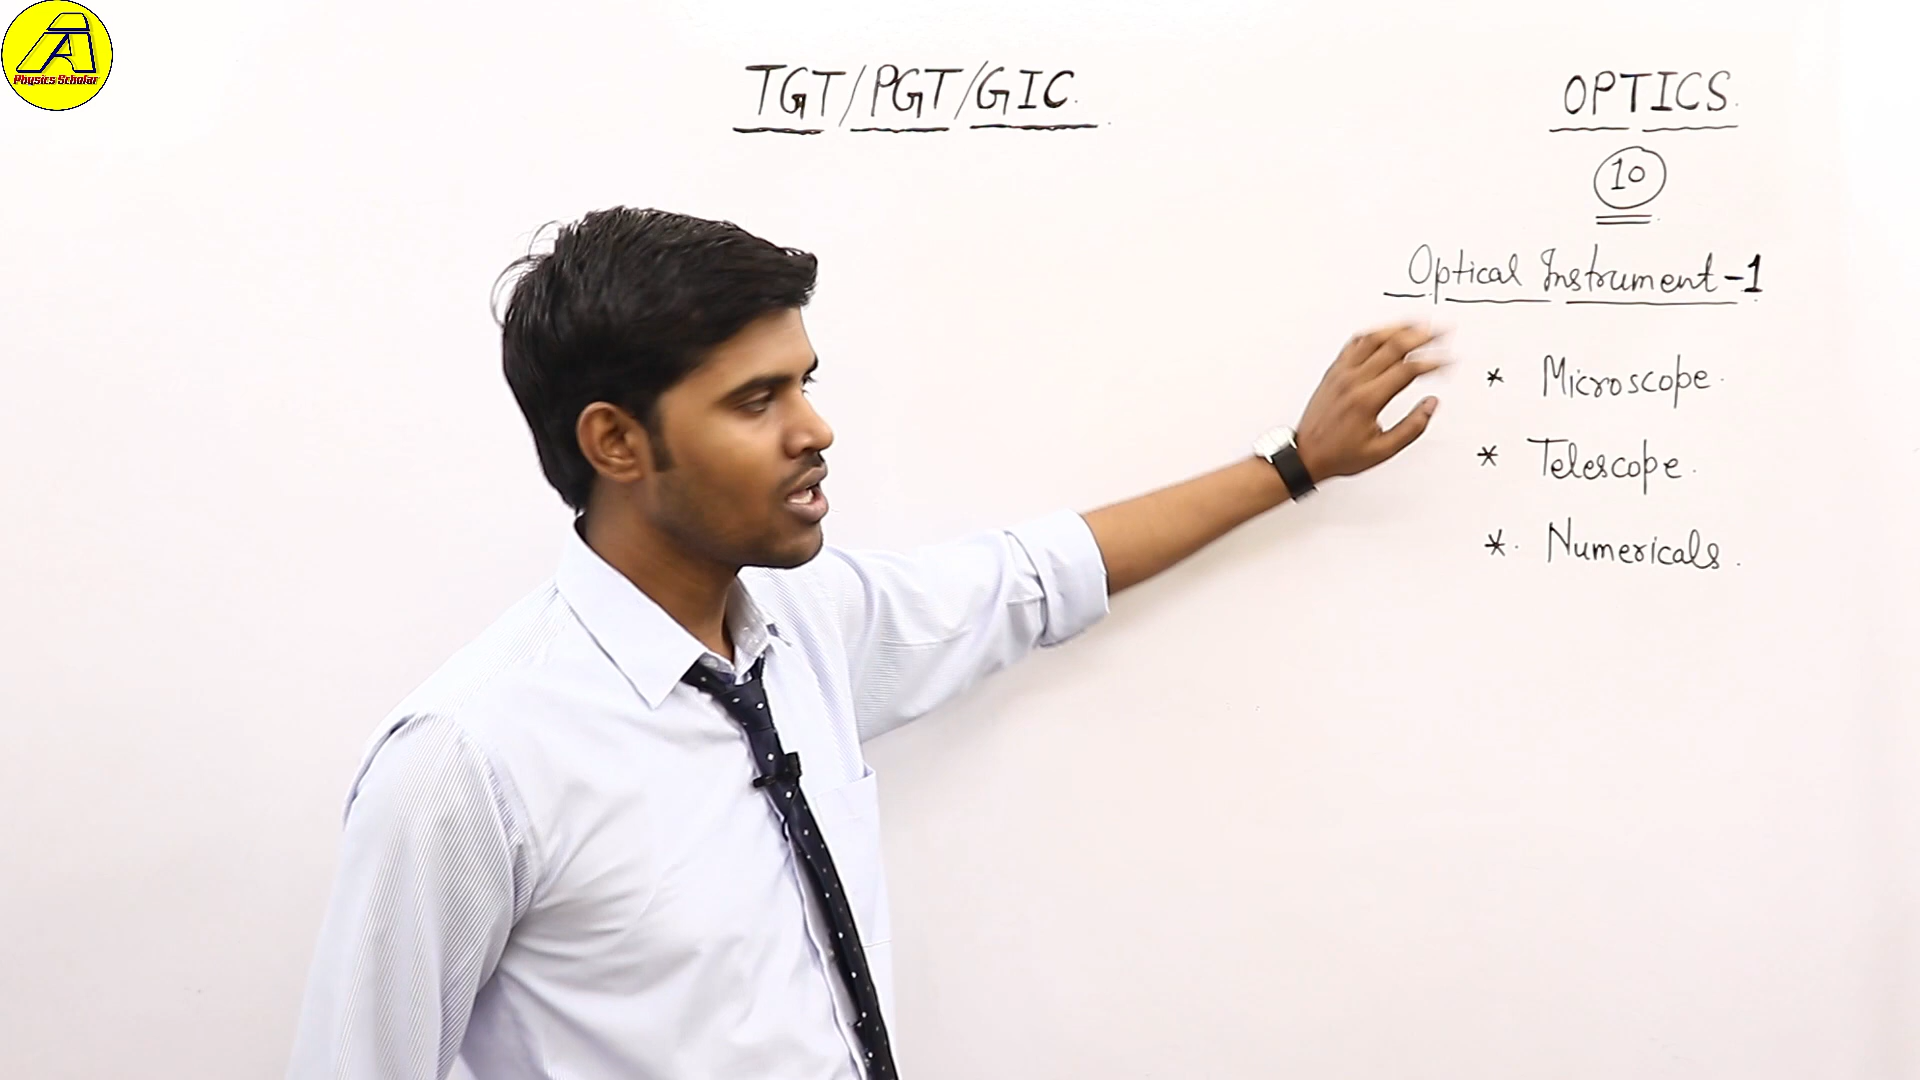 A
Physics Scholar
TGT/PGT/GIC.
OPTICS.
10
Optical Instrument-1
* Microscope.
* Telescope.
*. Numericals.